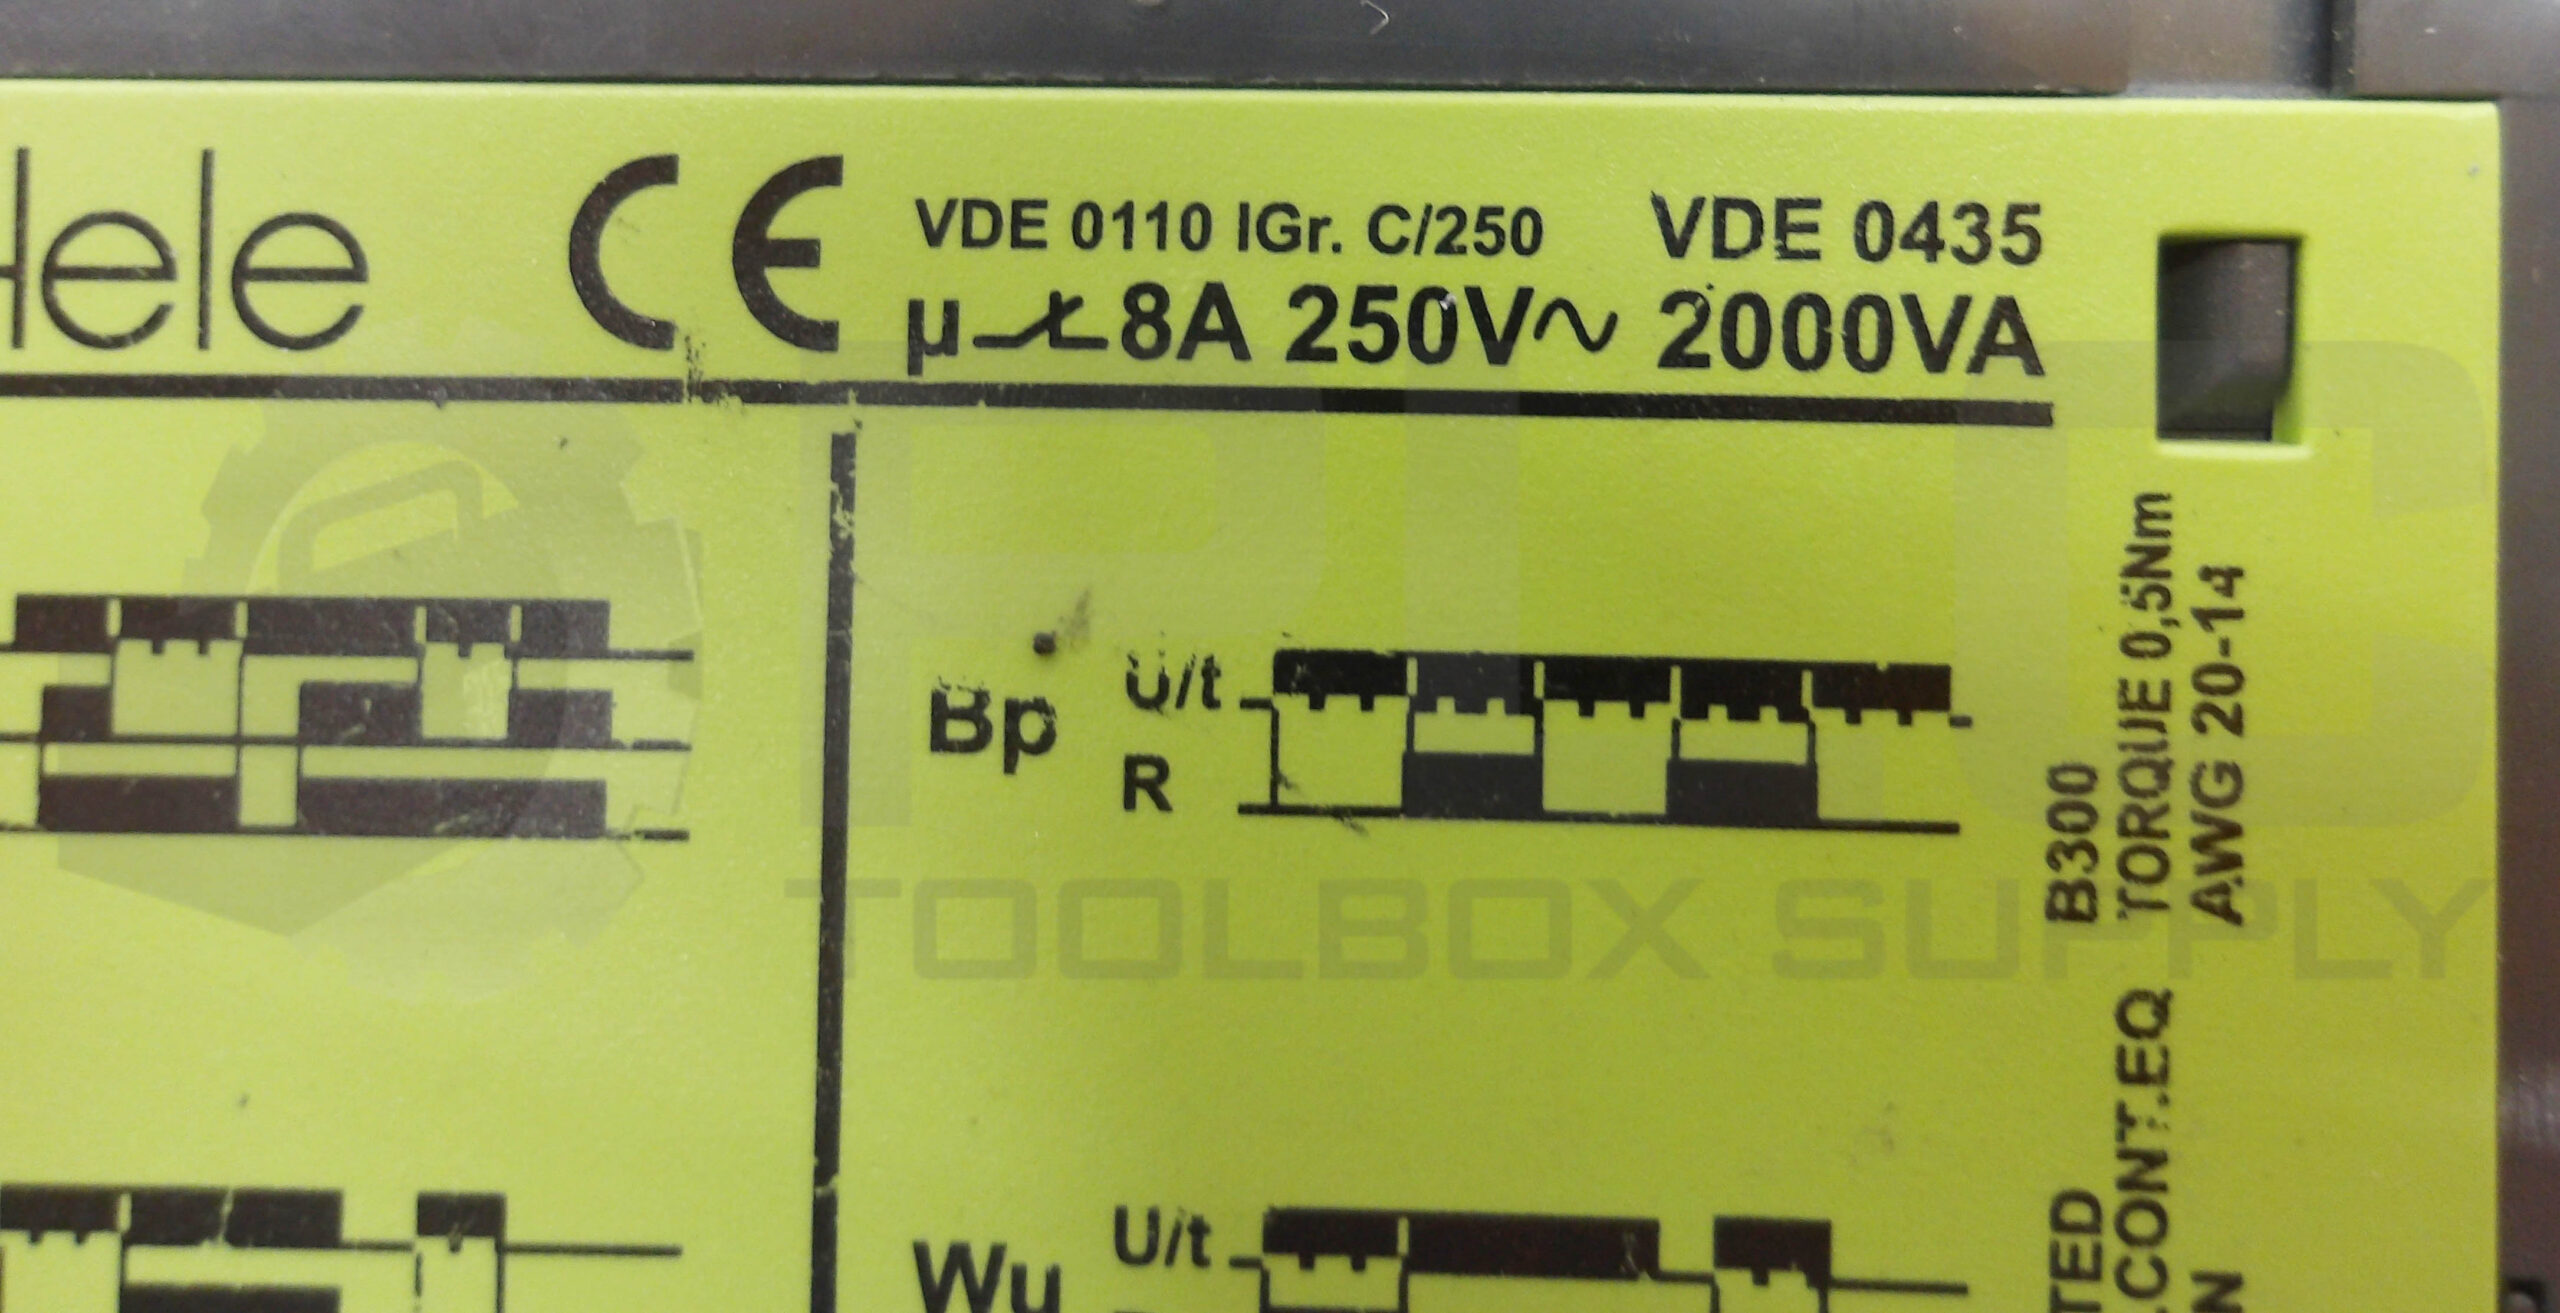 Hele
CE
VDE 0110 IGr. C/250 VDE 0435
µ 8A 250V~ 2000VA
Bp
U/t
R
Wu
U/t
B300
TORQUE 0,5Nm
AWG 20-14
.CONT.EQ
TED
N
TOOLBOX SUPPLY